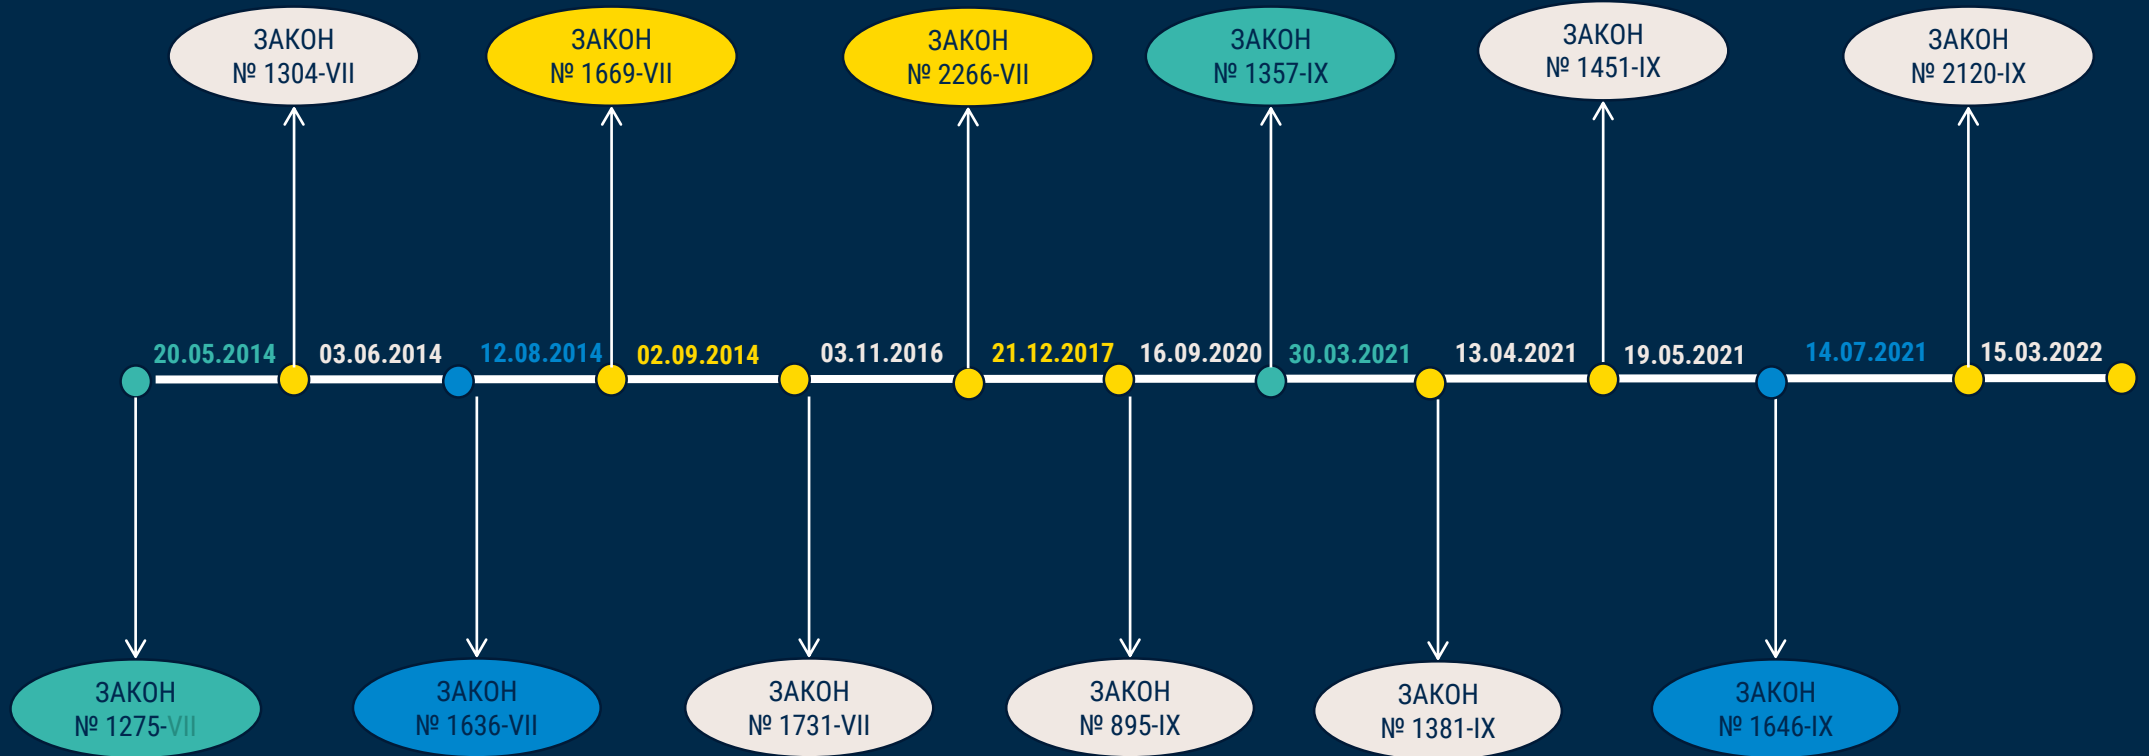 ЗАКОН
№ 1304-VII
ЗАКОН
№ 1669-VII
ЗАКОН
№ 2266-VII
ЗАКОН
№ 1357-IX
ЗАКОН
№ 1451-IX
ЗАКОН
№ 2120-IX
20.05.2014
03.06.2014
12.08.2014
02.09.2014
03.11.2016
21.12.2017
16.09.2020
30.03.2021
13.04.2021
19.05.2021
14.07.2021
15.03.2022
ЗАКОН
№ 1275-VII
ЗАКОН
№ 1636-VII
ЗАКОН
№ 1731-VII
ЗАКОН
№ 895-IX
ЗАКОН
№ 1381-IX
ЗАКОН
№ 1646-IX